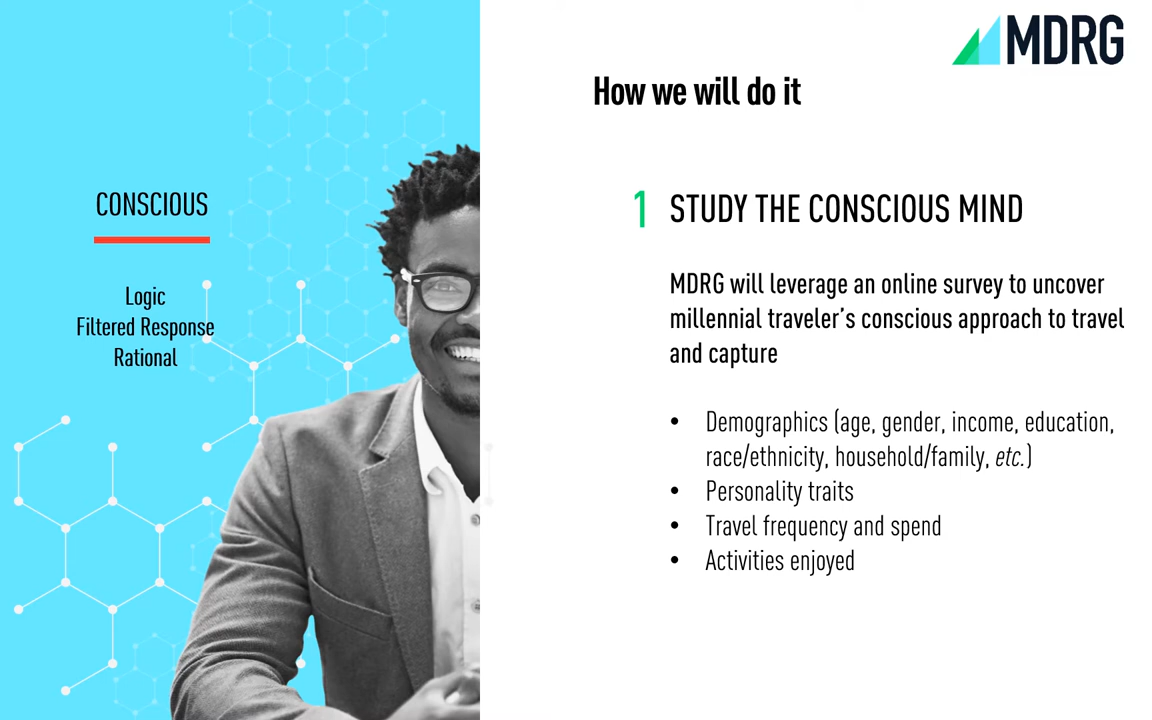 MDRG
How we will do it
CONSCIOUS
Logic
Filtered Response
Rational
1 STUDY THE CONSCIOUS MIND
MDRG will leverage an online survey to uncover
millennial traveler's conscious approach to travel
and capture
• Demographics (age, gender, income, education,
race/ethnicity, household/family, etc.)
• Personality traits
• Travel frequency and spend
• Activities enjoyed